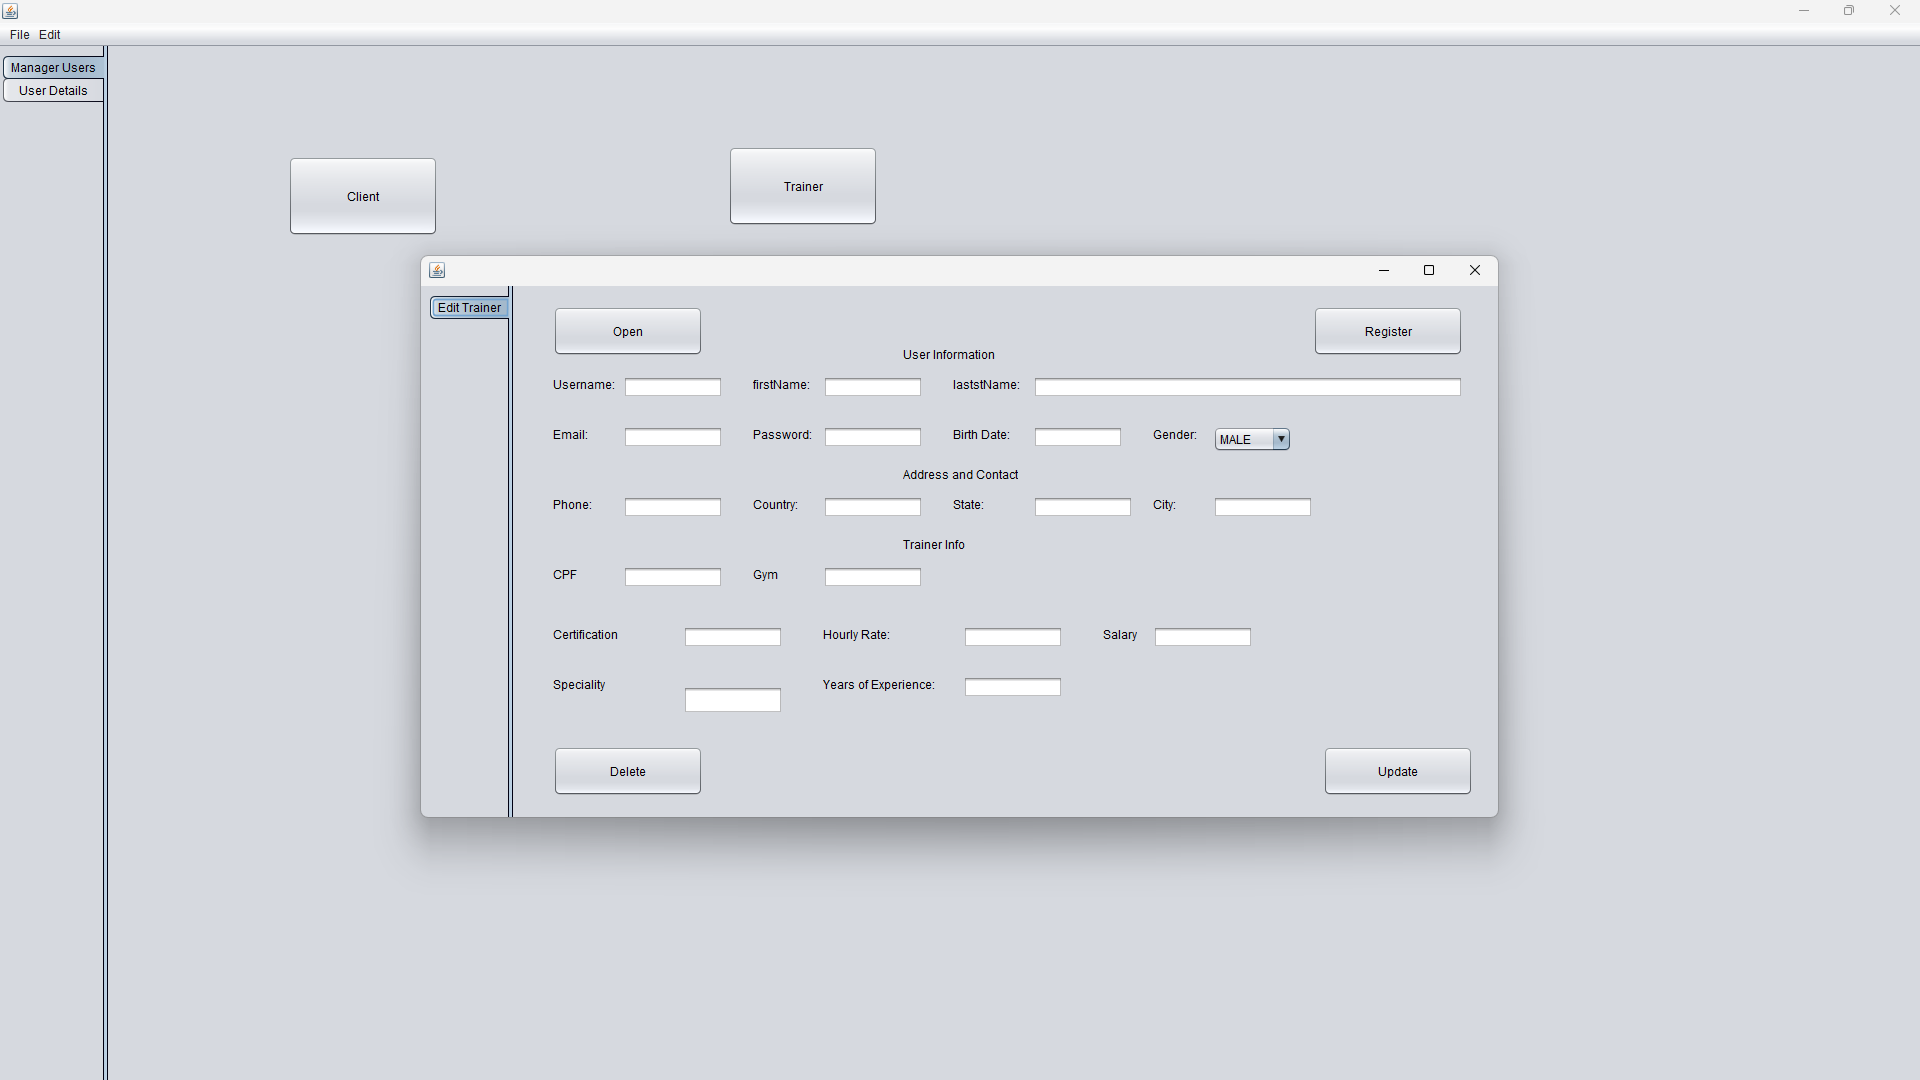 File Edit
Manager Users
User Details
Client
Trainer
Edit Trainer
Open
Register
User Information
Username: firstName: laststName:
Email: Password: Birth Date: Gender: MALE
Address and Contact
Phone: Country: State: City:
Trainer Info
CPF Gym
Certification Hourly Rate: Salary
Speciality Years of Experience:
Delete
Update